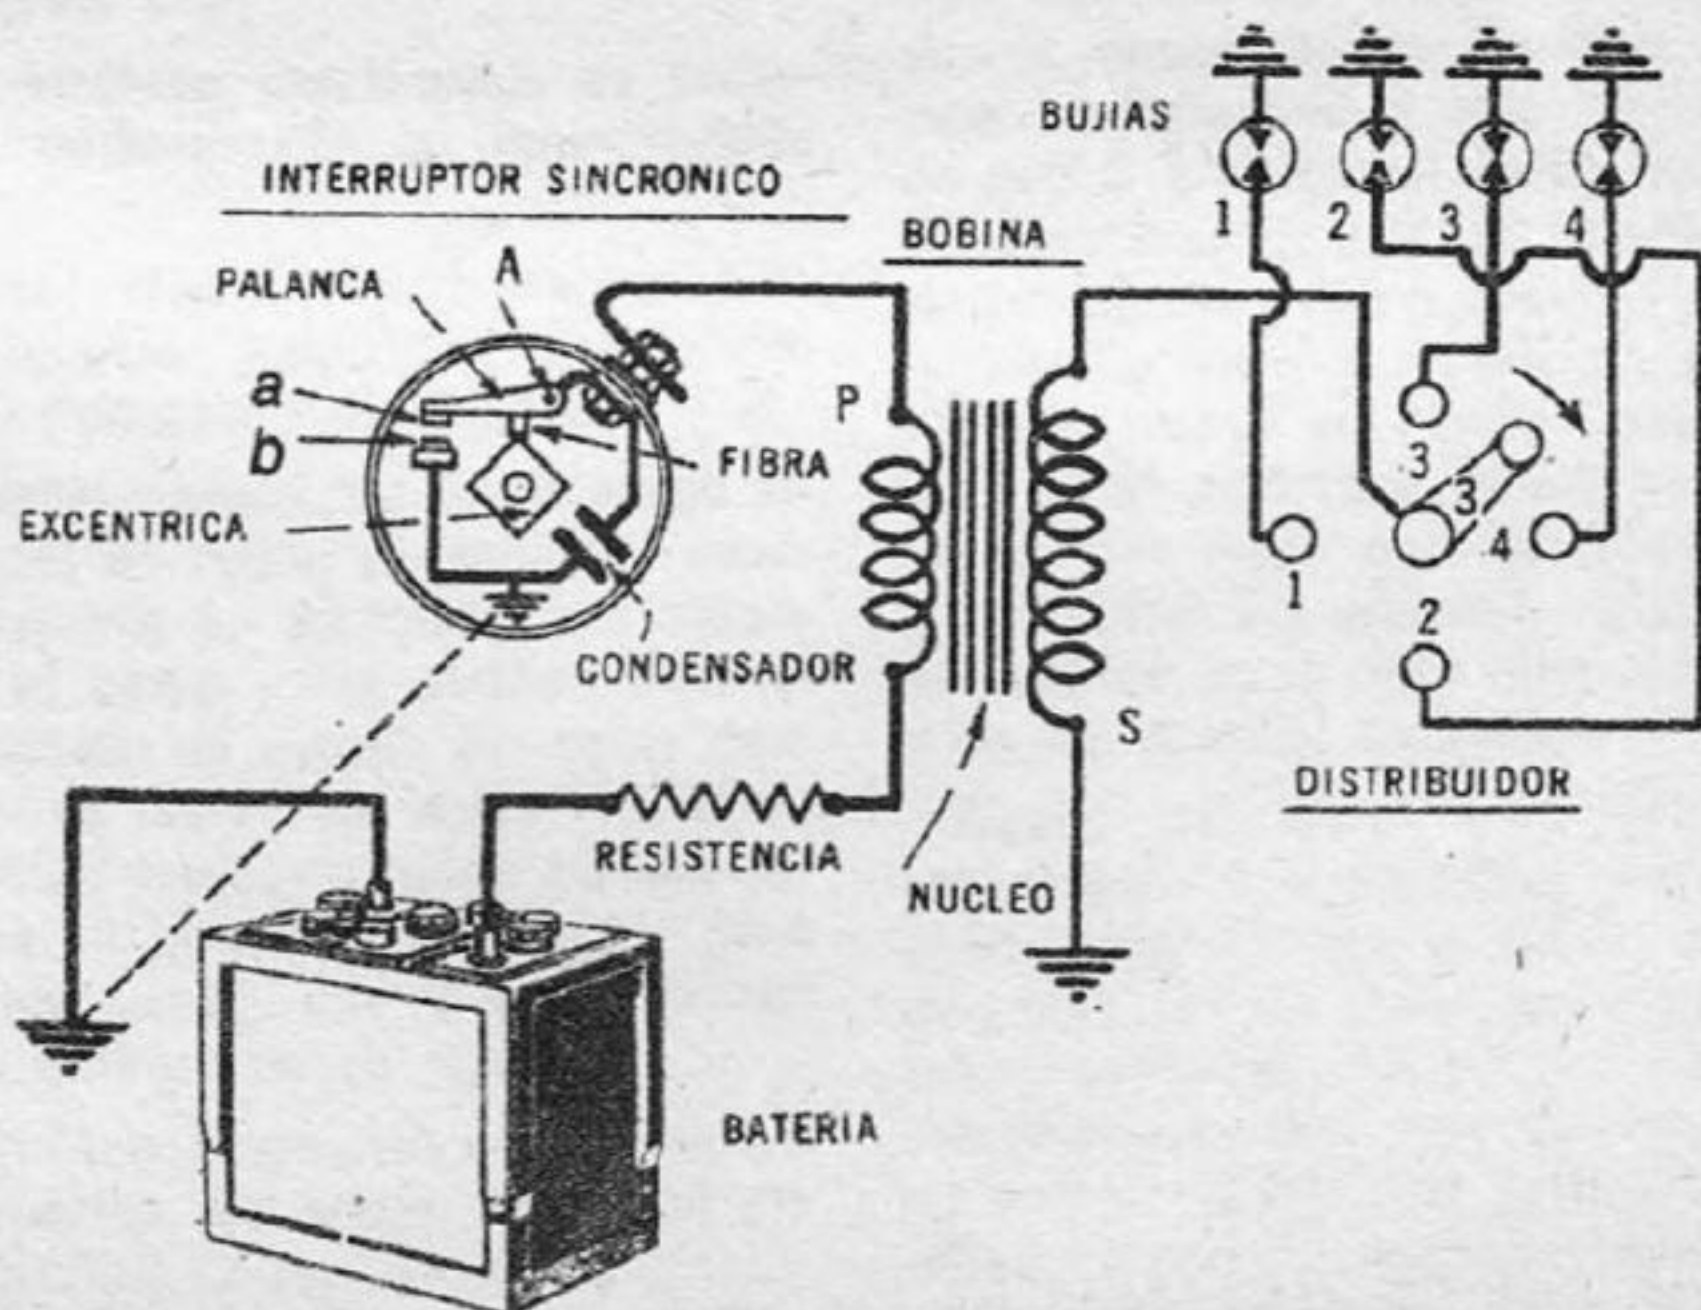 BUJIAS
1 2 3 4
INTERRUPTOR SINCRONICO
BOBINA
PALANCA
A
a
b
FIBRA
EXCENTRICA
CONDENSADOR
P
S
3
3
4
1
2
DISTRIBUIDOR
RESISTENCIA
NUCLEO
BATERIA